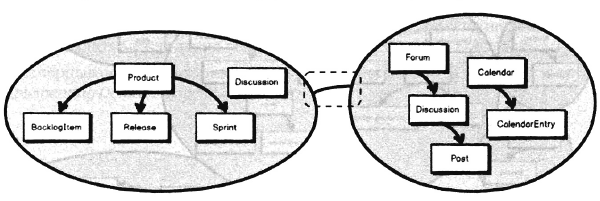 Product
Discussion
BacklogItem
Release
Sprint
Forum
Calendar
Discussion
CalendarEntry
Post